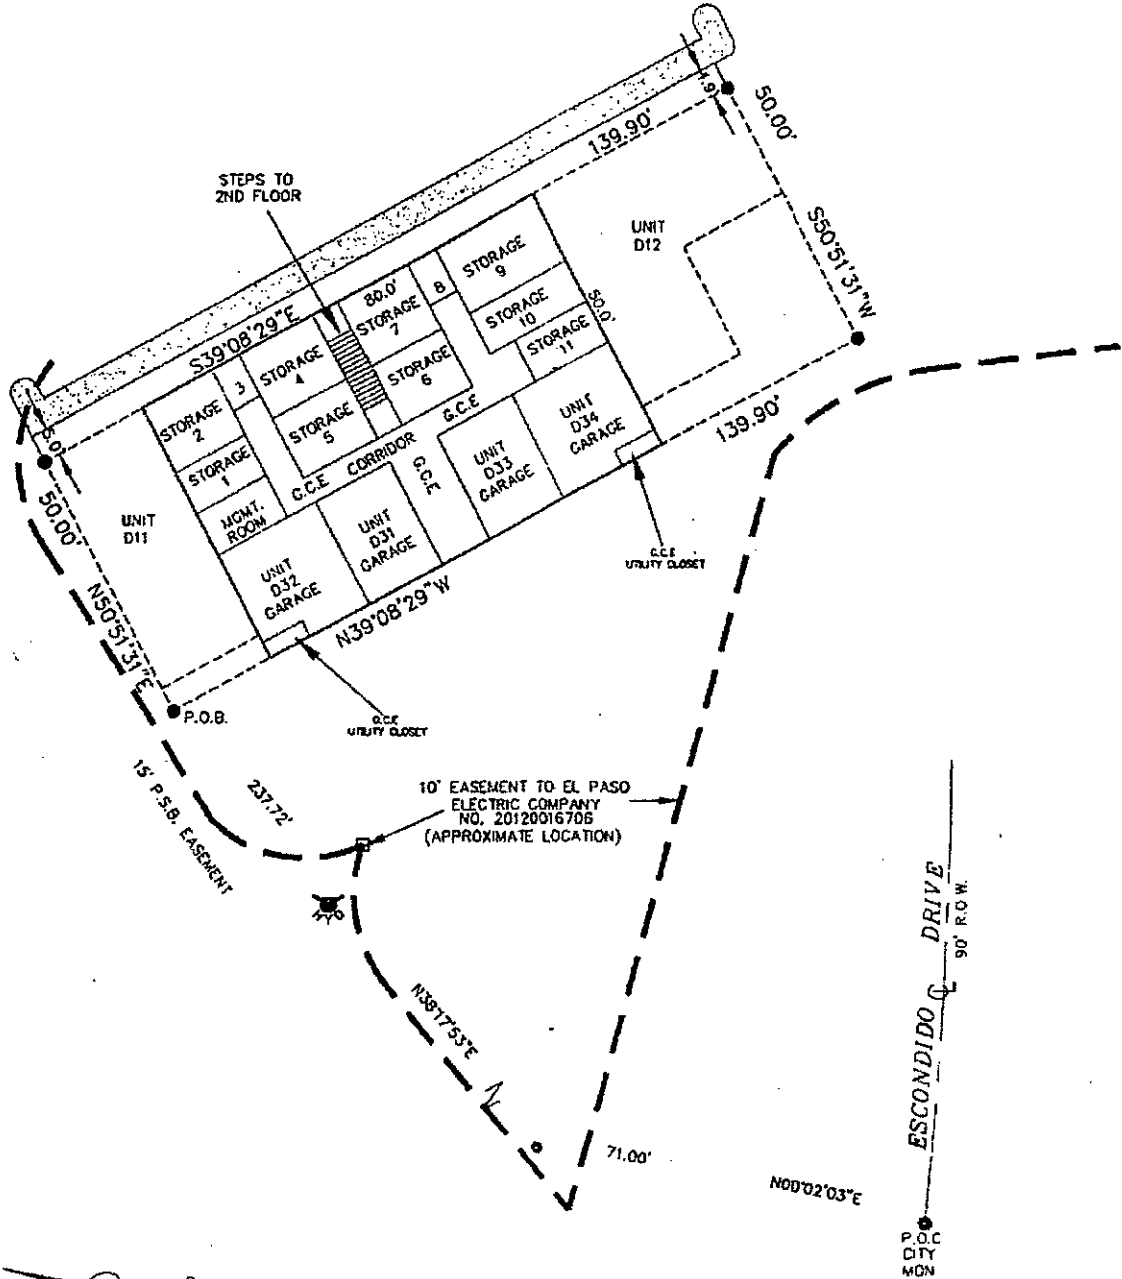 1.9'
50.00'
139.90'
STEPS TO
2ND FLOOR
UNIT
D12
S50°51'31"W
STORAGE
9
8
80.0'
STORAGE
7
STORAGE
10
50.0'
S39°08'29"E
STORAGE
11
3
STORAGE
4
STORAGE
6
STORAGE
2
STORAGE
5
G.C.E
UNIT
D34
GARAGE
139.90'
STORAGE
1
G.C.E CORRIDOR
G.C.E
UNIT
D33
GARAGE
5.0'
50.00'
MGMT.
ROOM
UNIT
D11
UNIT
D31
GARAGE
G.C.E
UTILITY CLOSET
UNIT
D32
GARAGE
N39°08'29"W
N50°51'31"E
P.O.B.
G.C.E
UTILITY CLOSET
15' P.S.B. EASEMENT
237.72'
10' EASEMENT TO EL PASO
ELECTRIC COMPANY
NO. 20120016706
(APPROXIMATE LOCATION)
HYD
ESCONDIDO DRIVE
90' R.O.W.
N38°17'53"E
71.00'
N00°02'03"E
P.O.C
CITY
MON